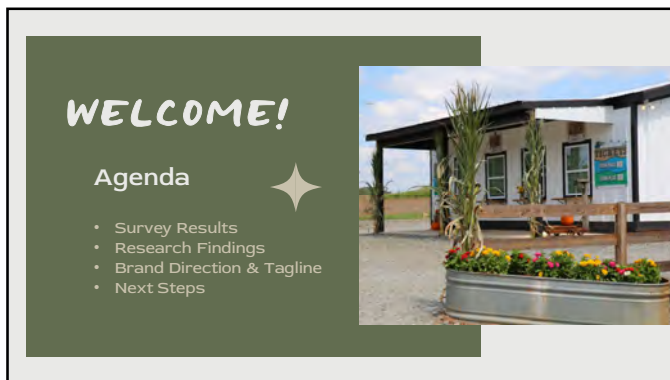 WELCOME!
Agenda
• Survey Results
• Research Findings
• Brand Direction & Tagline
• Next Steps